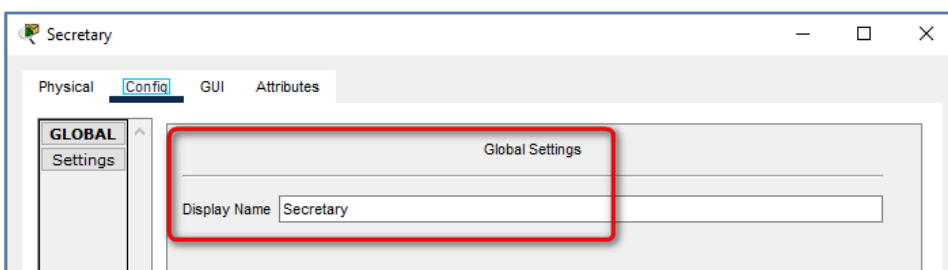 Secretary
Physical Config GUI Attributes
GLOBAL
Settings
Global Settings
Display Name Secretary